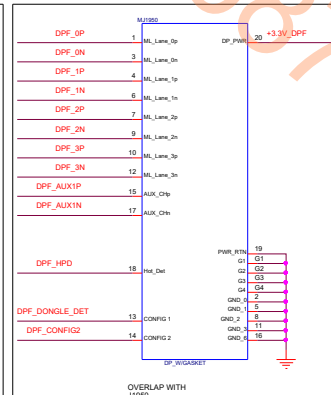 MJ1950
DPF_0P 1 ML_Lane_0p DP_PWR 20 +3.3V_DPF
DPF_0N 3 ML_Lane_0n
DPF_1P 4 ML_Lane_1p
DPF_1N 6 ML_Lane_1n
DPF_2P 7 ML_Lane_2p
DPF_2N 9 ML_Lane_2n
DPF_3P 10 ML_Lane_3p
DPF_3N 12 ML_Lane_3n
DPF_AUX1P 15 AUX_CHp
DPF_AUX1N 17 AUX_CHn
PWR_RTN 19
G1 G1
DPF_HPD 18 Hot_Det G2 G2
G3 G3
G4 G4
GND_0 2
GND_1 5
DPF_DONGLE_DET 13 CONFIG 1 GND_2 8
GND_3 11
DPF_CONFIG2 14 CONFIG 2 GND_6 16
DP_W/GASKET
OVERLAP WITH